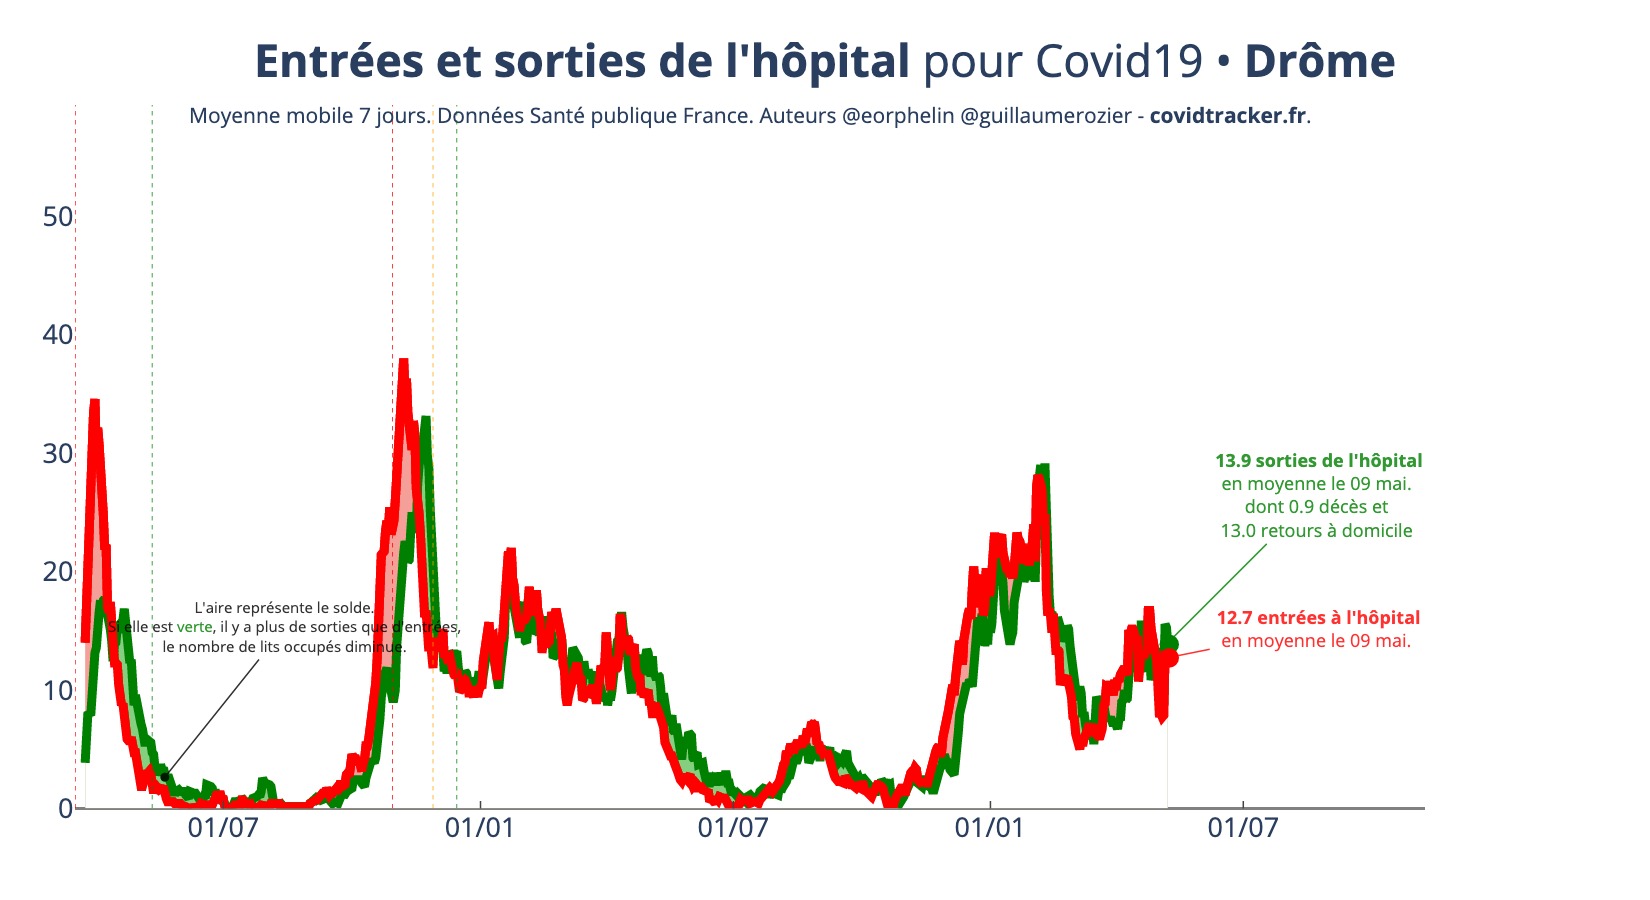 Entrées et sorties de l'hôpital pour Covid19 • Drôme
Moyenne mobile 7 jours. Données Santé publique France. Auteurs @eorphelin @guillaumerozier - covidtracker.fr.
50
40
30
20
10
0
L'aire représente le solde.
Si elle est verte, il y a plus de sorties que d'entrées,
le nombre de lits occupés diminue.
13.9 sorties de l'hôpital
en moyenne le 09 mai.
dont 0.9 décès et
13.0 retours à domicile
12.7 entrées à l'hôpital
en moyenne le 09 mai.
01/07 01/01 01/07 01/01 01/07